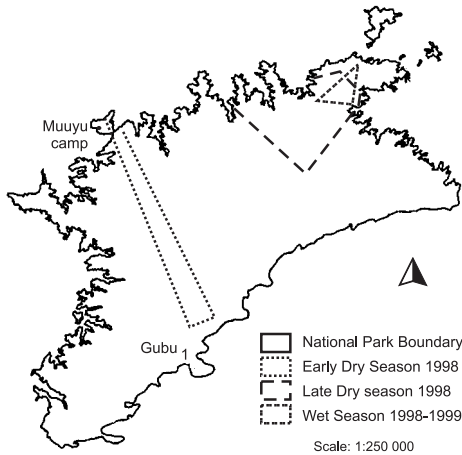 Muuyu
camp
Gubu 1
National Park Boundary
Early Dry Season 1998
Late Dry season 1998
Wet Season 1998-1999
Scale: 1:250 000